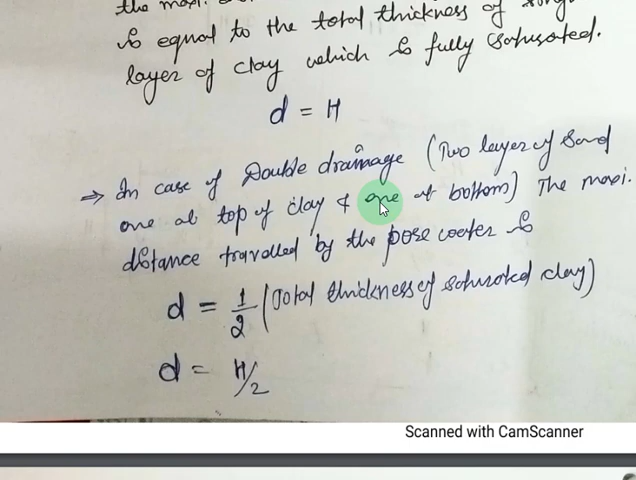 the maxi.
is equal to the total thickness of
layer of clay which is fully saturated.
d = H
⇒ In case of Double drainage (Two layer of Sand
one at top of clay & one at bottom) The maxi.
distance travelled by the pore water is
d = 1/2 (Total thickness of saturated clay)
d = H/2
Scanned with CamScanner